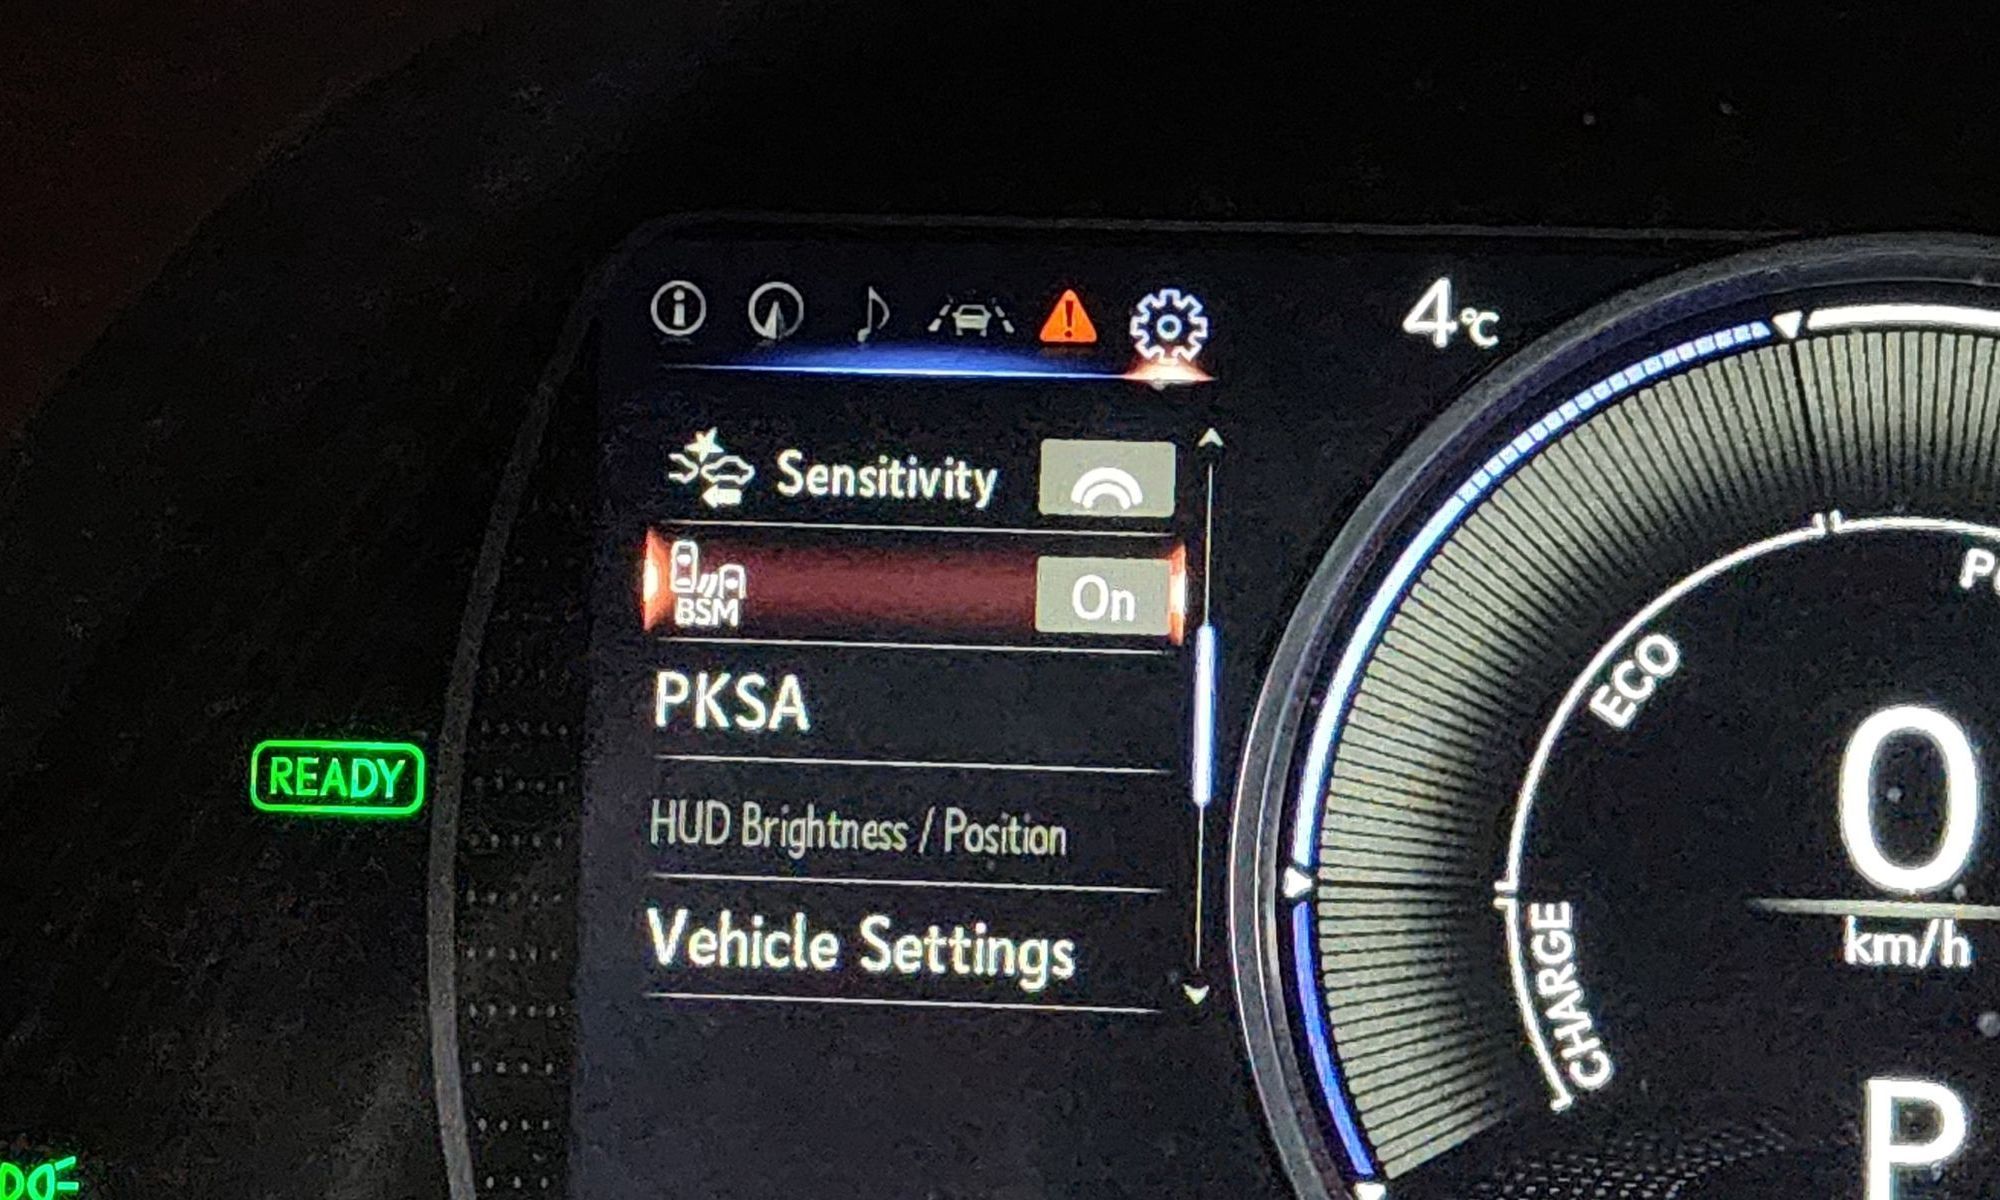 4°C
Sensitivity
BSM
On
PKSA
HUD Brightness / Position
Vehicle Settings
READY
ECO
CHARGE
0
km/h
P